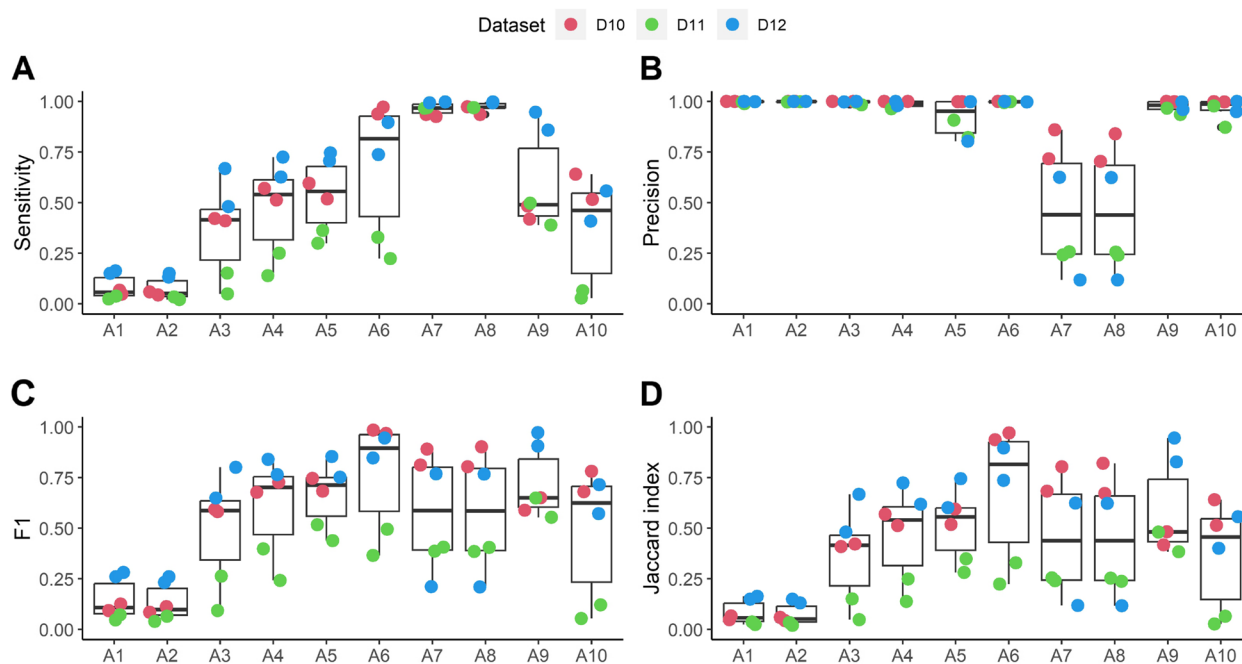 Dataset D10 D11 D12
A
B
1.00
0.75
0.50
0.25
0.00
Sensitivity
A1 A2 A3 A4 A5 A6 A7 A8 A9 A10
1.00
0.75
0.50
0.25
0.00
Precision
A1 A2 A3 A4 A5 A6 A7 A8 A9 A10
C
D
1.00
0.75
0.50
0.25
0.00
F1
A1 A2 A3 A4 A5 A6 A7 A8 A9 A10
1.00
0.75
0.50
0.25
0.00
Jaccard index
A1 A2 A3 A4 A5 A6 A7 A8 A9 A10